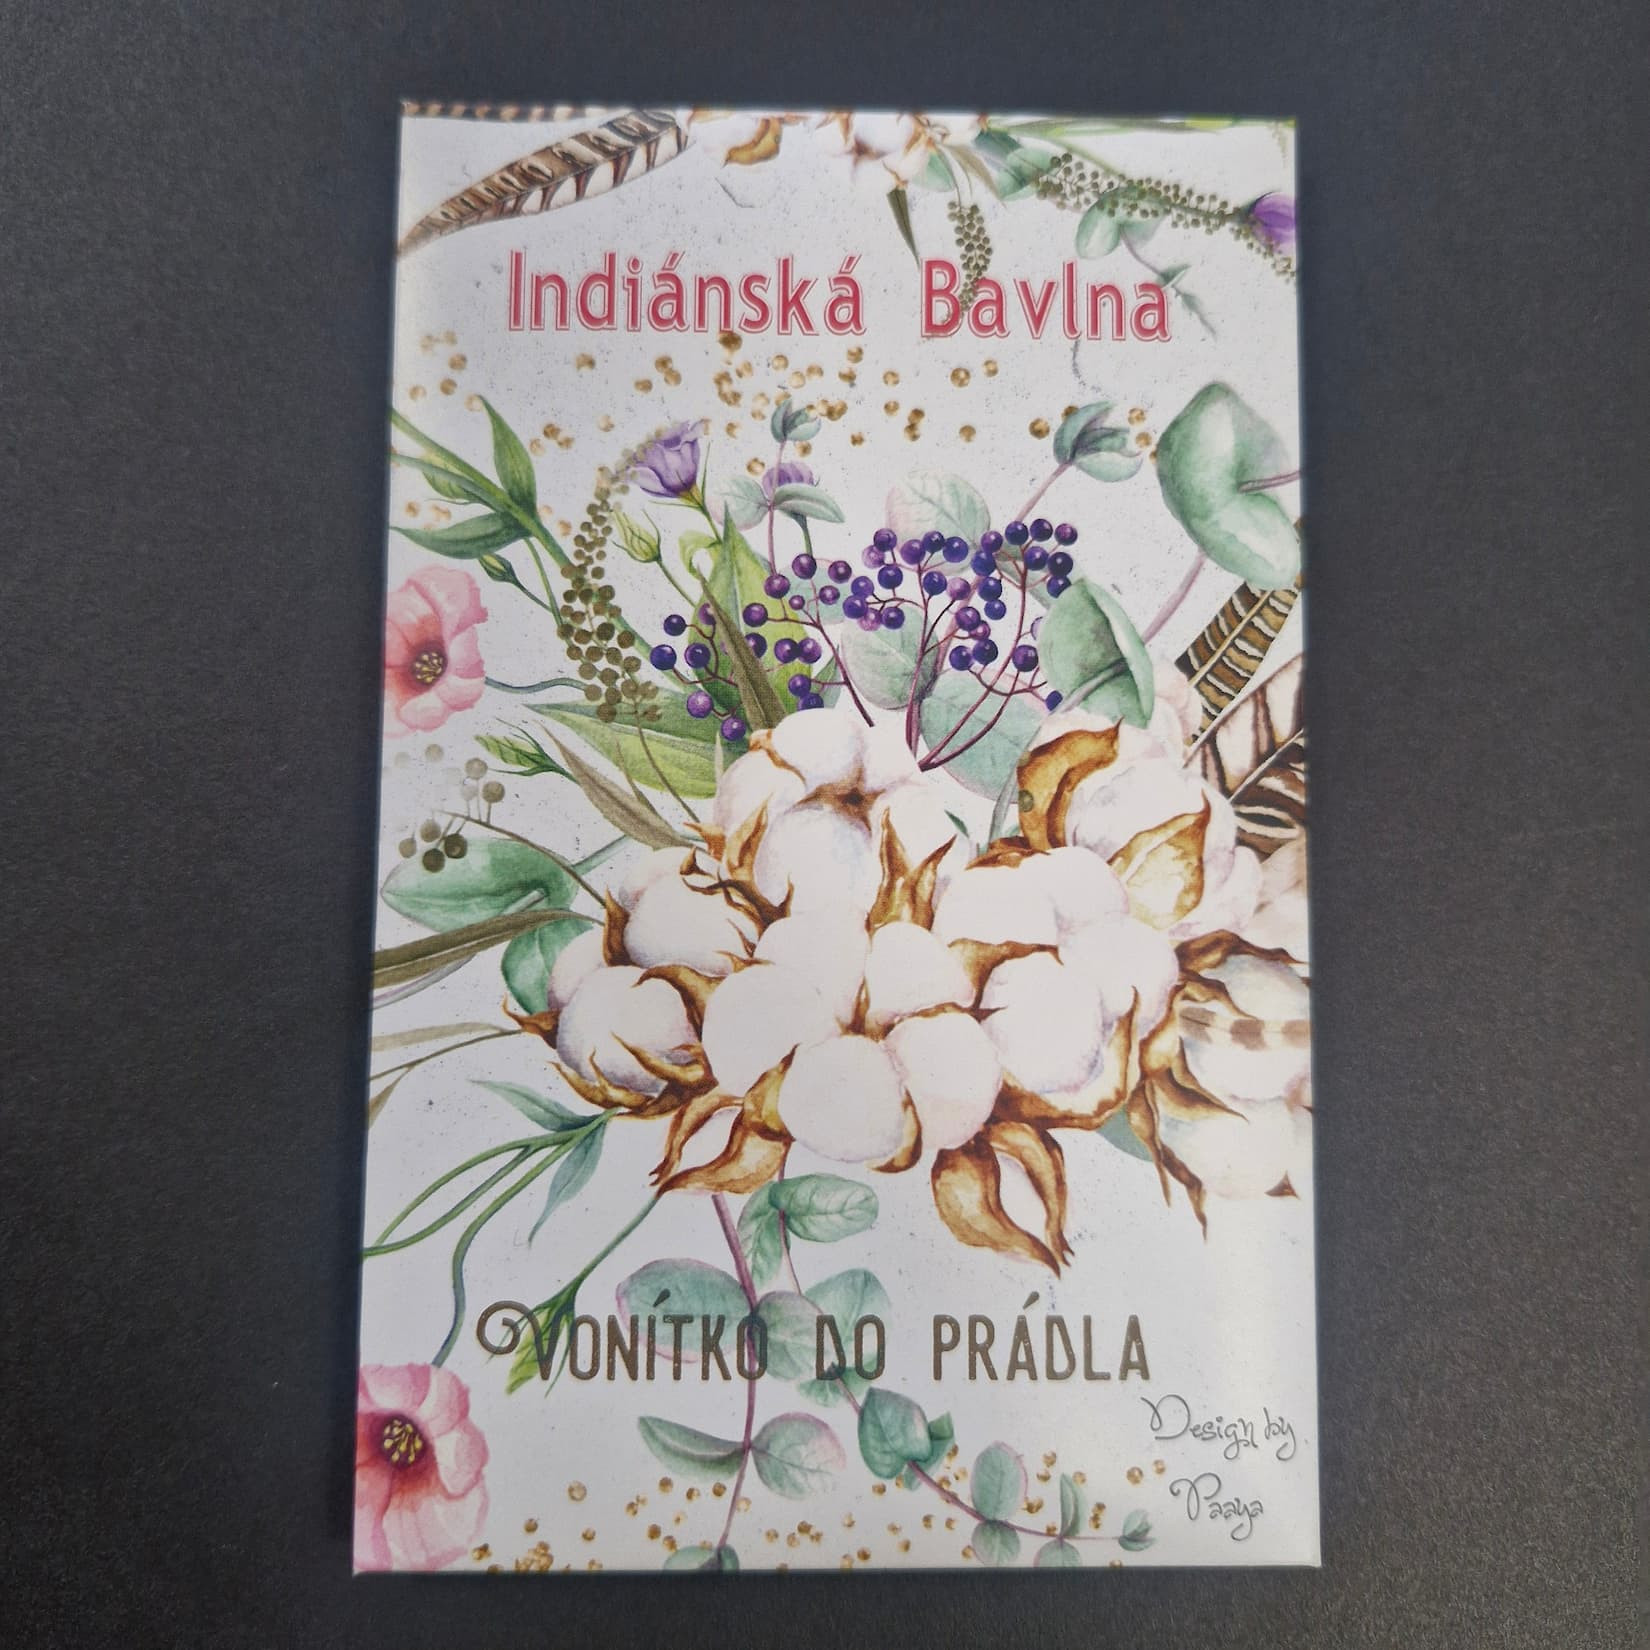 Indiánská Bavlna
VONÍTKO DO PRÁDLA
Design by
Paaya